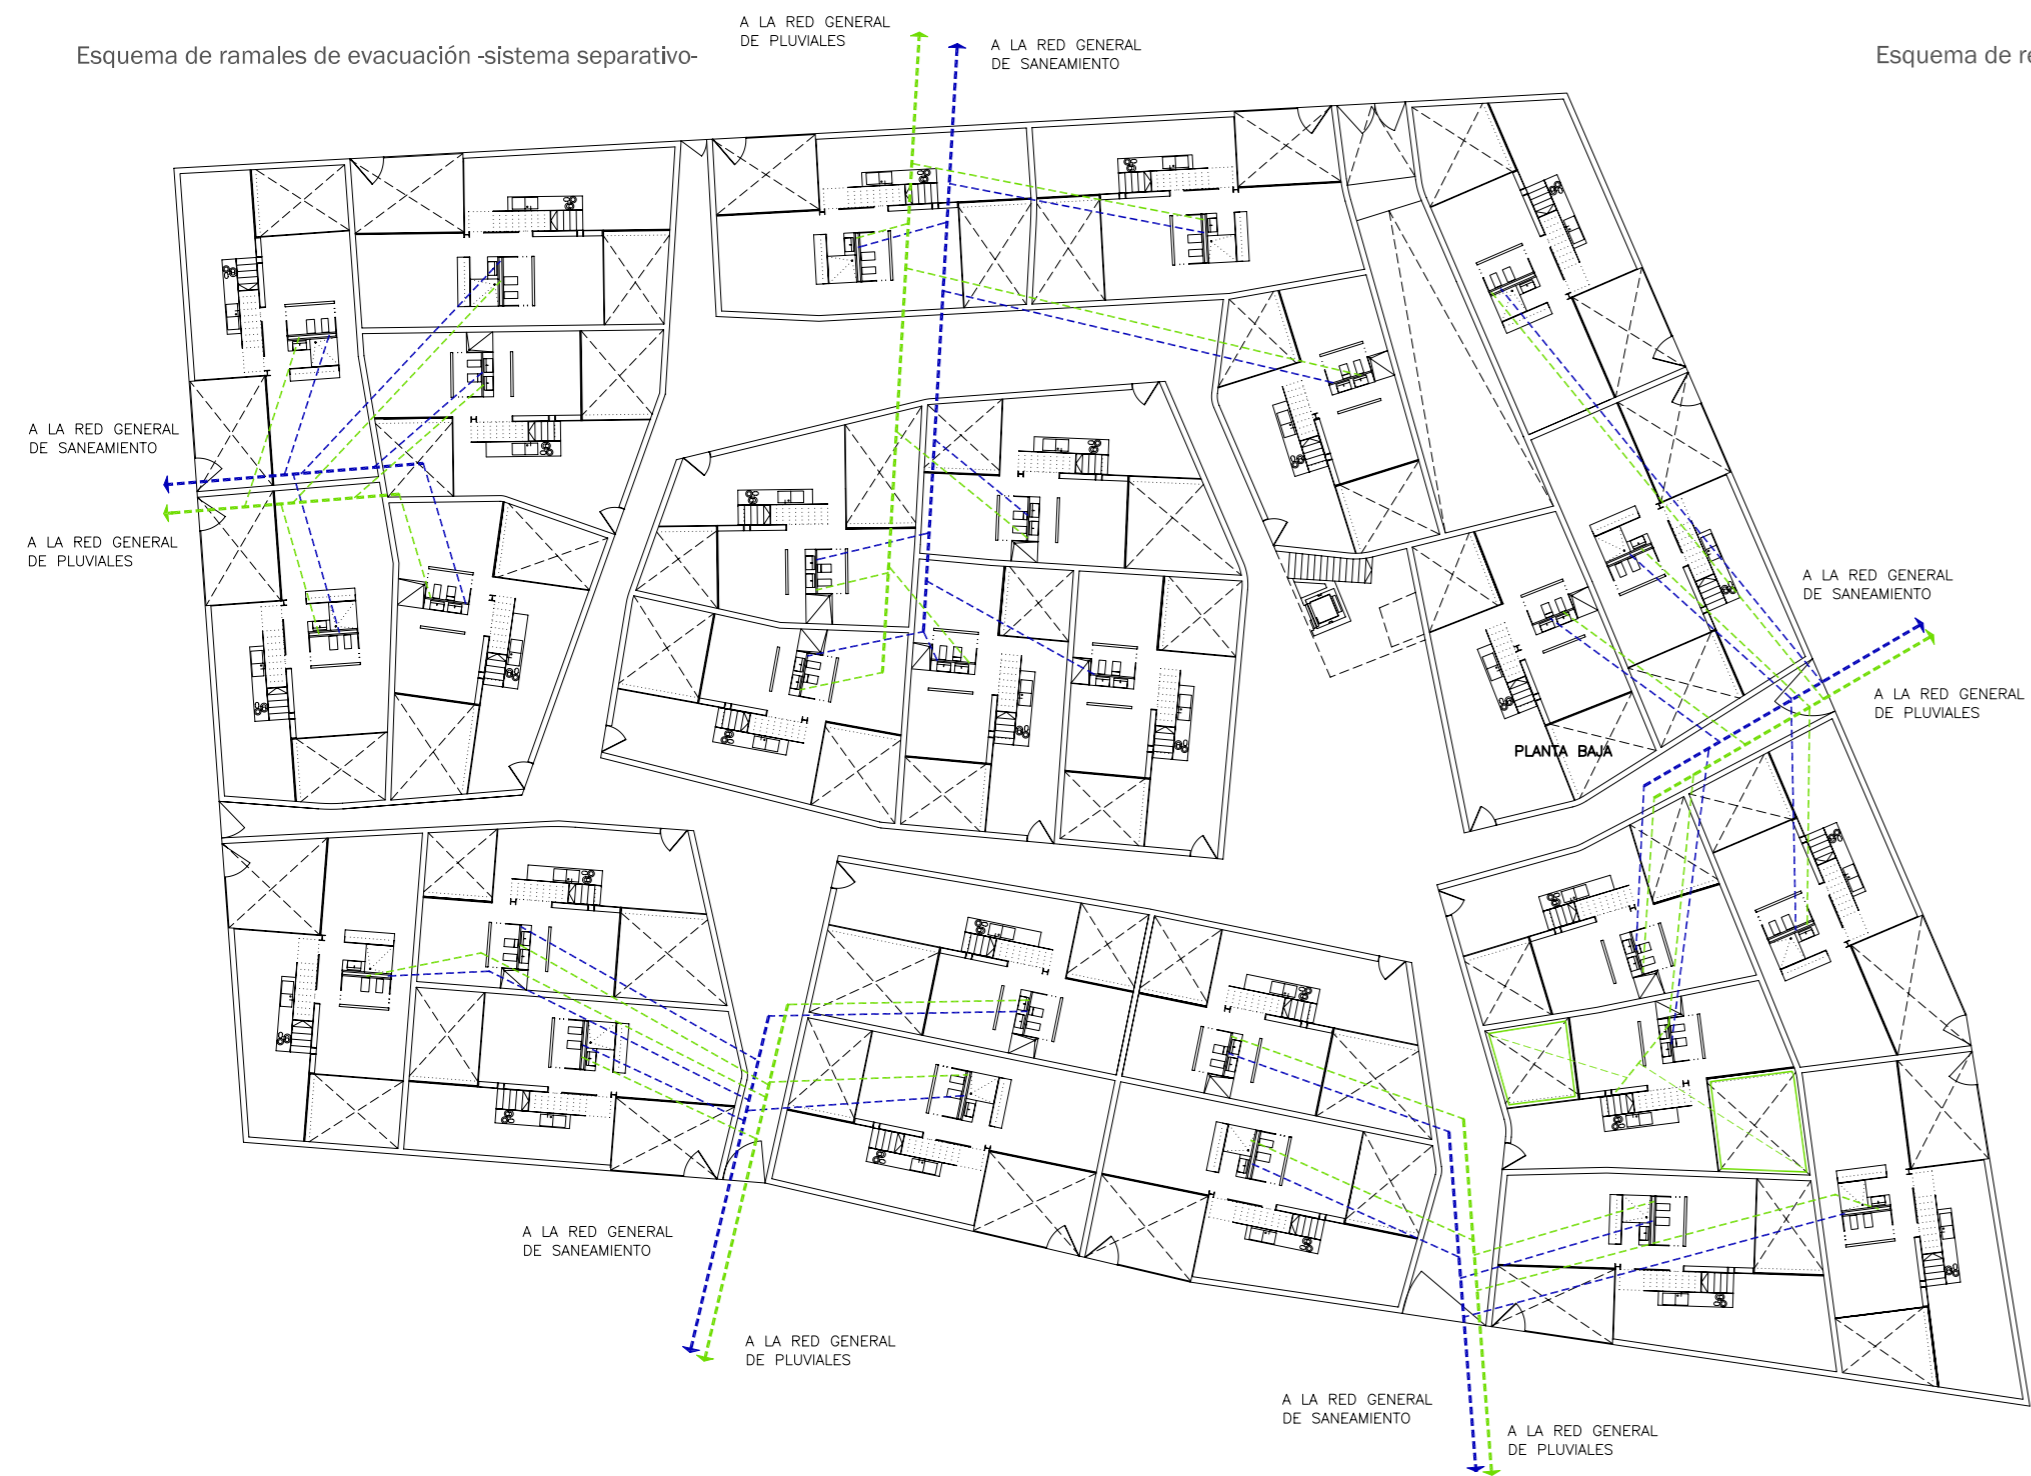 Esquema de ramales de evacuación -sistema separativo-
A LA RED GENERAL
DE PLUVIALES
A LA RED GENERAL
DE SANEAMIENTO
Esquema de re
A LA RED GENERAL
DE SANEAMIENTO
A LA RED GENERAL
DE PLUVIALES
A LA RED GENERAL
DE SANEAMIENTO
A LA RED GENERAL
DE PLUVIALES
PLANTA BAJA
A LA RED GENERAL
DE SANEAMIENTO
A LA RED GENERAL
DE PLUVIALES
A LA RED GENERAL
DE SANEAMIENTO
A LA RED GENERAL
DE PLUVIALES